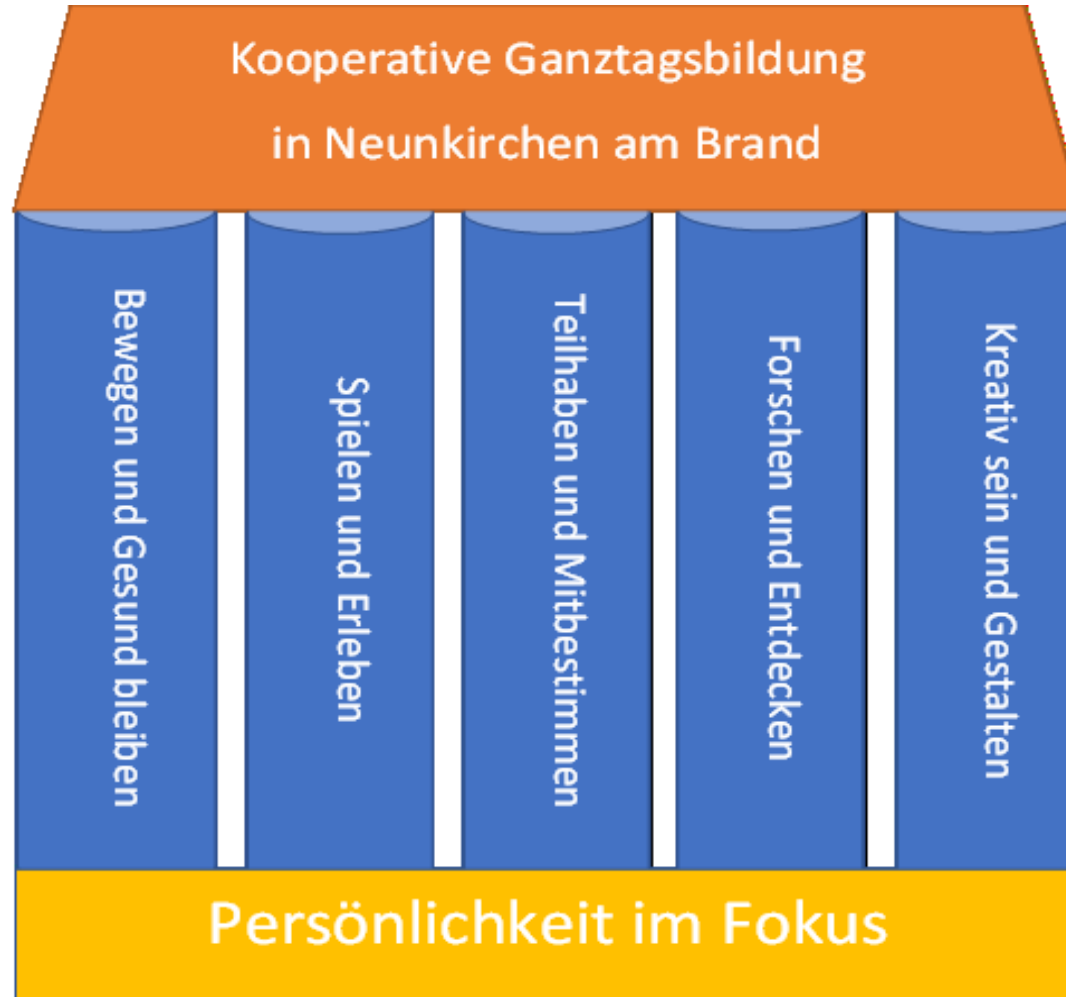 Kooperative Ganztagsbildung
in Neunkirchen am Brand
Bewegen und Gesund bleiben
Spielen und Erleben
Teilhaben und Mitbestimmen
Forschen und Entdecken
Kreativ sein und Gestalten
Persönlichkeit im Fokus